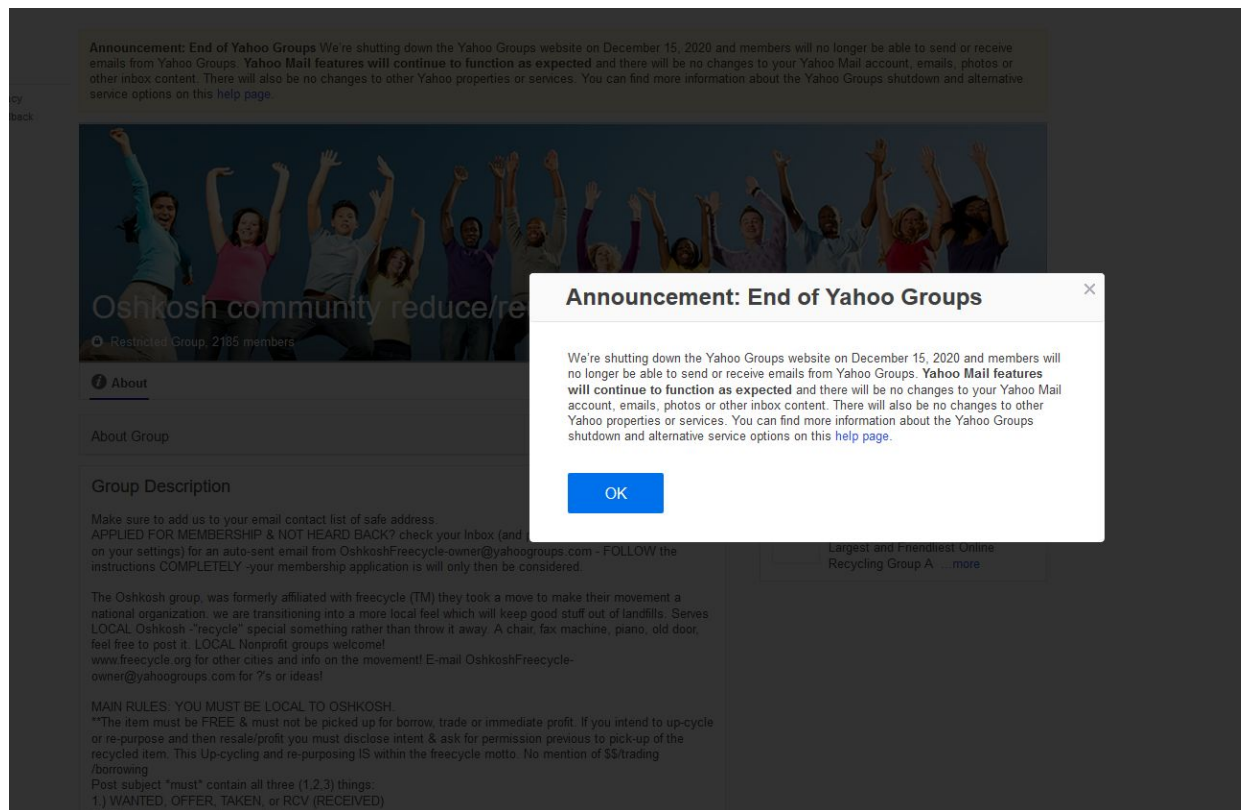 Announcement: End of Yahoo Groups We're shutting down the Yahoo Groups website on December 15, 2020 and members will no longer be able to send or receive
emails from Yahoo Groups. Yahoo Mail features will continue to function as expected and there will be no changes to your Yahoo Mail account, emails, photos or
other inbox content. There will also be no changes to other Yahoo properties or services. You can find more information about the Yahoo Groups shutdown and alternative
service options on this help page.
Oshkosh community reduce/re
Restricted Group, 2185 members
About
About Group
Group Description
Make sure to add us to your email contact list of safe address.
APPLIED FOR MEMBERSHIP & NOT HEARD BACK? check your Inbox (and
on your settings) for an auto-sent email from OshkoshFreecycle-owner@yahoogroups.com - FOLLOW the
instructions COMPLETELY -your membership application is will only then be considered.
The Oshkosh group, was formerly affiliated with freecycle (TM) they took a move to make their movement a
national organization. we are transitioning into a more local feel which will keep good stuff out of landfills. Serves
LOCAL Oshkosh -"recycle" special something rather than throw it away. A chair, fax machine, piano, old door,
feel free to post it. LOCAL Nonprofit groups welcome!
www.freecycle.org for other cities and info on the movement! E-mail OshkoshFreecycle-
owner@yahoogroups.com for ?'s or ideas!
MAIN RULES: YOU MUST BE LOCAL TO OSHKOSH.
**The item must be FREE & must not be picked up for borrow, trade or immediate profit. If you intend to up-cycle
or re-purpose and then resale/profit you must disclose intent & ask for permission previous to pick-up of the
recycled item. This Up-cycling and re-purposing IS within the freecycle motto. No mention of $$/trading
/borrowing
Post subject *must* contain all three (1,2,3) things:
1.) WANTED, OFFER, TAKEN, or RCV (RECEIVED)
Announcement: End of Yahoo Groups
We're shutting down the Yahoo Groups website on December 15, 2020 and members will
no longer be able to send or receive emails from Yahoo Groups. Yahoo Mail features
will continue to function as expected and there will be no changes to your Yahoo Mail
account, emails, photos or other inbox content. There will also be no changes to other
Yahoo properties or services. You can find more information about the Yahoo Groups
shutdown and alternative service options on this help page.
OK
Largest and Friendliest Online
Recycling Group A ...more